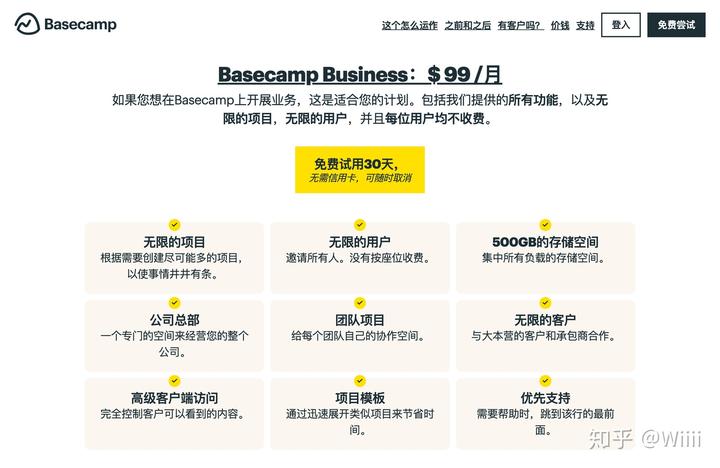 Basecamp
这个怎么运作 之前和之后 有客户吗？ 价钱 支持 登入 免费尝试
Basecamp Business：$ 99 /月
如果您想在Basecamp上开展业务，这是适合您的计划。包括我们提供的所有功能，以及无
限的项目，无限的用户，并且每位用户均不收费。
免费试用30天，
无需信用卡，可随时取消
无限的项目
根据需要创建尽可能多的项目，
以使事情井井有条。
无限的用户
邀请所有人。没有按座位收费。
500GB的存储空间
集中所有负载的存储空间。
公司总部
一个专门的空间来经营您的整个
公司。
团队项目
给每个团队自己的协作空间。
无限的客户
与大本营的客户和承包商合作。
高级客户端访问
完全控制客户可以看到的内容。
项目模板
通过迅速展开类似项目来节省时
间。
优先支持
需要帮助时，跳到该行的最前
面。
知乎 @Wiiii